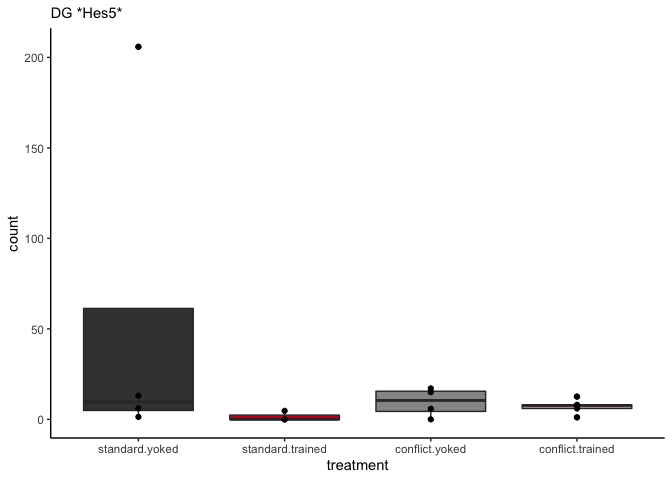 DG *Hes5*
200
150
100
50
0
count
standard.yoked standard.trained conflict.yoked conflict.trained
treatment